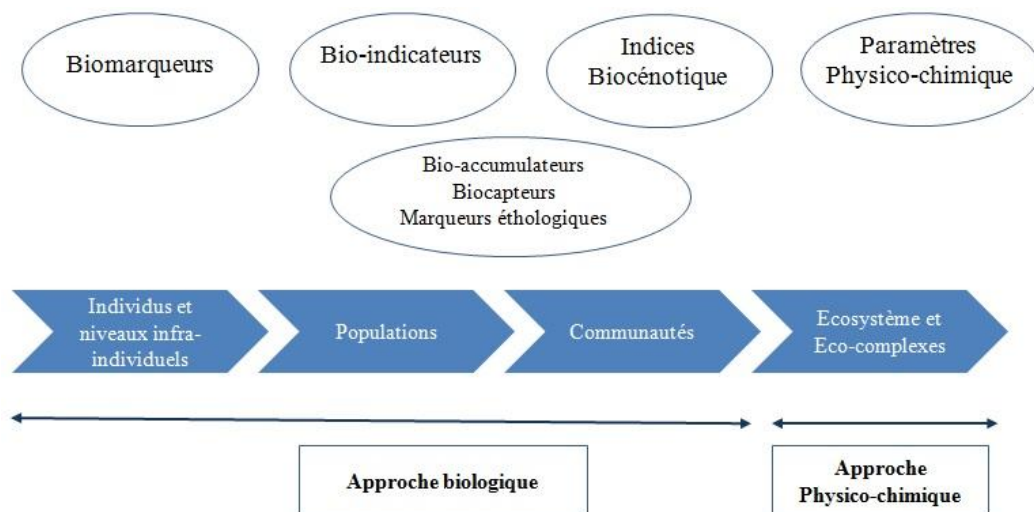 Biomarqueurs
Bio-indicateurs
Indices
Biocénotique
Paramètres
Physico-chimique
Bio-accumulateurs
Biocapteurs
Marqueurs éthologiques
Individus et
niveaux infra-
individuels
Populations
Communautés
Ecosystème et
Eco-complexes
Approche biologique
Approche
Physico-chimique